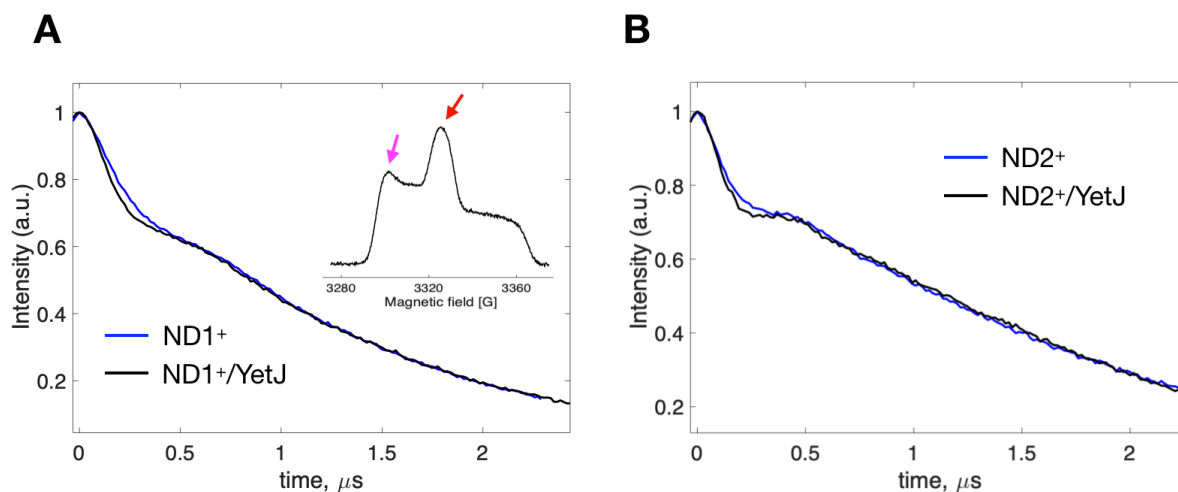 A
B
1
0.8
0.6
0.4
0.2
Intensity (a.u.)
0
0.5
1
1.5
2
time, μs
ND1⁺
ND1⁺/YetJ
3280
3320
3360
Magnetic field [G]
1
0.8
0.6
0.4
0.2
Intensity (a.u.)
0
0.5
1
1.5
2
time, μs
ND2⁺
ND2⁺/YetJ